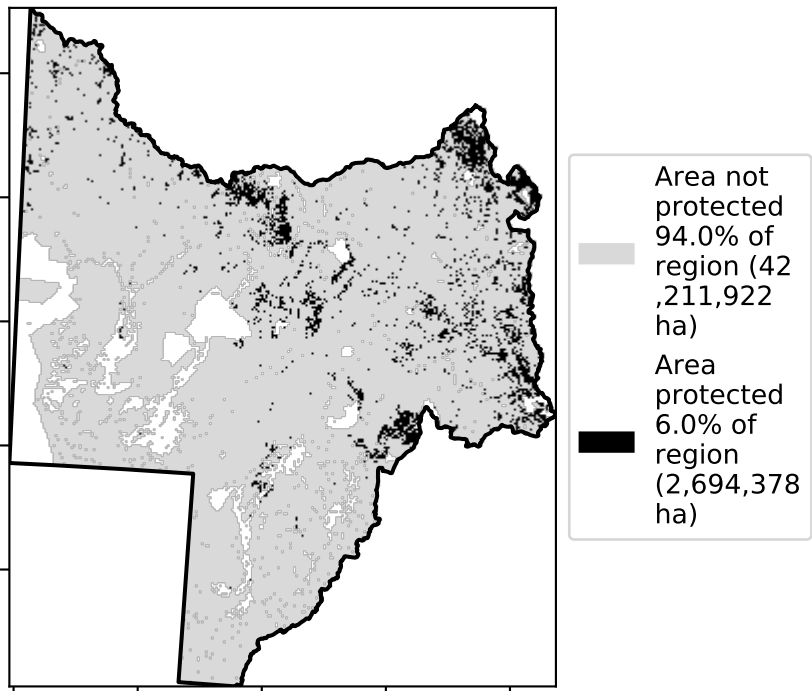 Area not
protected
94.0% of
region (42
,211,922
ha)
Area
protected
6.0% of
region
(2,694,378
ha)